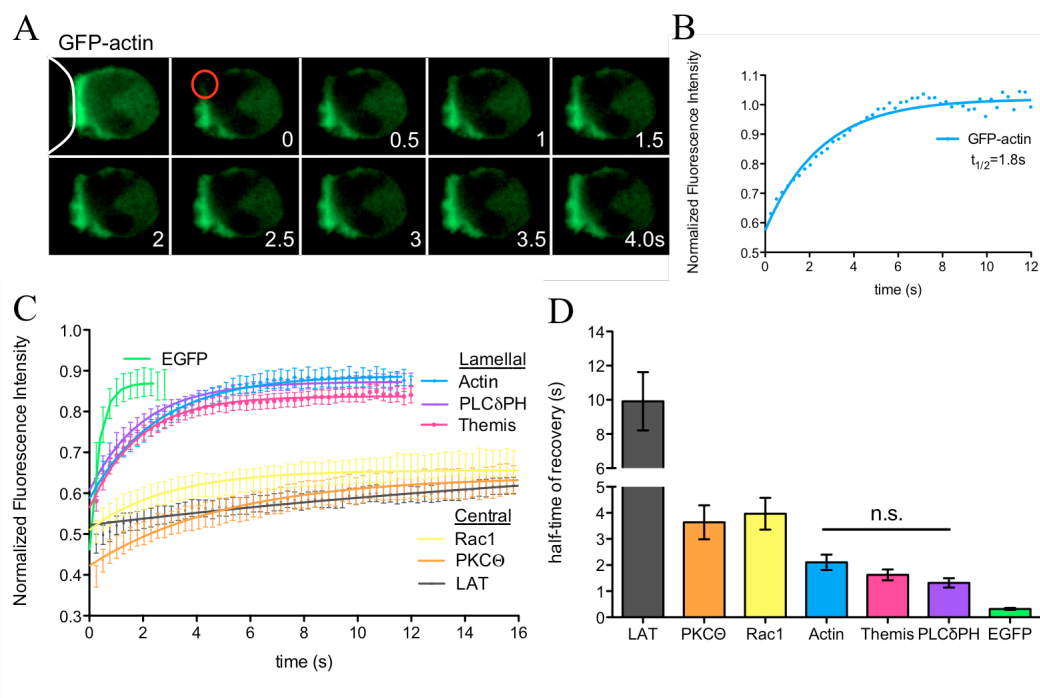 A
GFP-actin
0
0.5
1
1.5
2
2.5
3
3.5
4.0s
B
Normalized Fluorescence Intensity
1.1
1.0
0.9
0.8
0.7
0.6
0.5
0 2 4 6 8 10 12
time (s)
GFP-actin
t1/2=1.8s
C
Normalized Fluorescence Intensity
1.0
0.9
0.8
0.7
0.6
0.5
0.4
0.3
0 2 4 6 8 10 12 14 16
time (s)
EGFP
Lamellal
Actin
PLCδPH
Themis
Central
Rac1
PKCΘ
LAT
D
half-time of recovery (s)
14
12
10
8
6
5
4
3
2
1
0
n.s.
LAT PKCΘ Rac1 Actin Themis PLCδPH EGFP